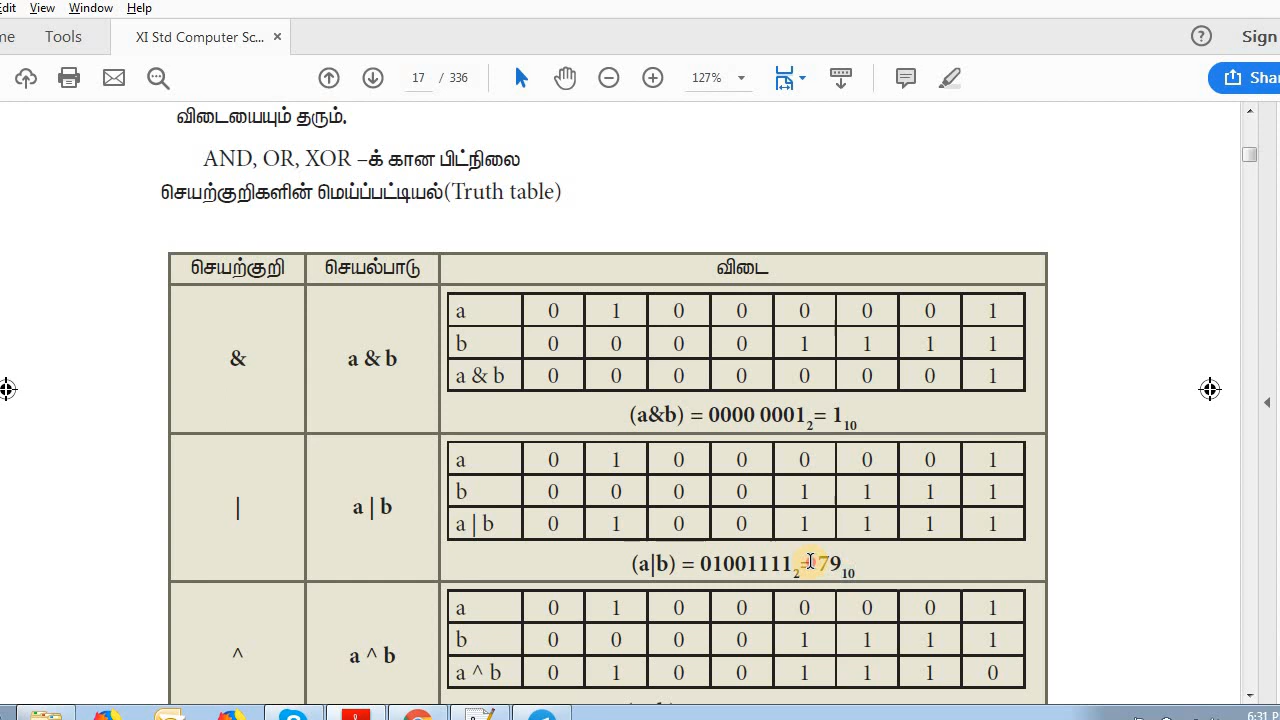 Edit View Window Help
me Tools XI Std Computer Sc... ×
? Sign
17 / 336 127%
விடையையும் தரும்.
AND, OR, XOR –க் கான பிட்நிலை
செயற்குறிகளின் மெய்ப்பட்டியல்(Truth table)
செயற்குறி செயல்பாடு விடை
& a & b
a 0 1 0 0 0 0 0 1
b 0 0 0 0 1 1 1 1
a & b 0 0 0 0 0 0 0 1
(a&b) = 0000 0001₂= 1₁₀
| a | b
a 0 1 0 0 0 0 0 1
b 0 0 0 0 1 1 1 1
a | b 0 1 0 0 1 1 1 1
(a|b) = 01001111₂= 79₁₀
^ a ^ b
a 0 1 0 0 0 0 0 1
b 0 0 0 0 1 1 1 1
a ^ b 0 1 0 0 1 1 1 0
6:31 P